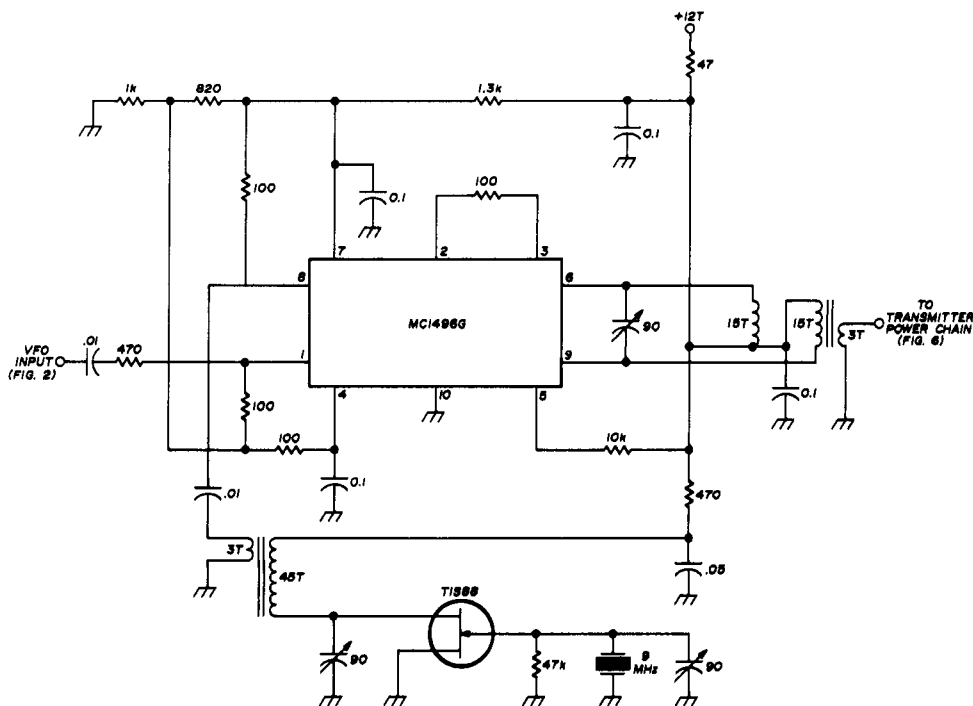 +12T
47
1k
820
1.3k
0.1
100
0.1
100
7
2
3
8
6
MC1496G
90
15T
15T
3T
TO
TRANSMITTER
POWER CHAIN
(FIG. 6)
VFO
INPUT
(FIG. 2)
.01
470
1
9
4
10
5
0.1
100
100
10k
0.1
470
.01
3T
45T
.05
TIS88
90
47k
9
MHz
90